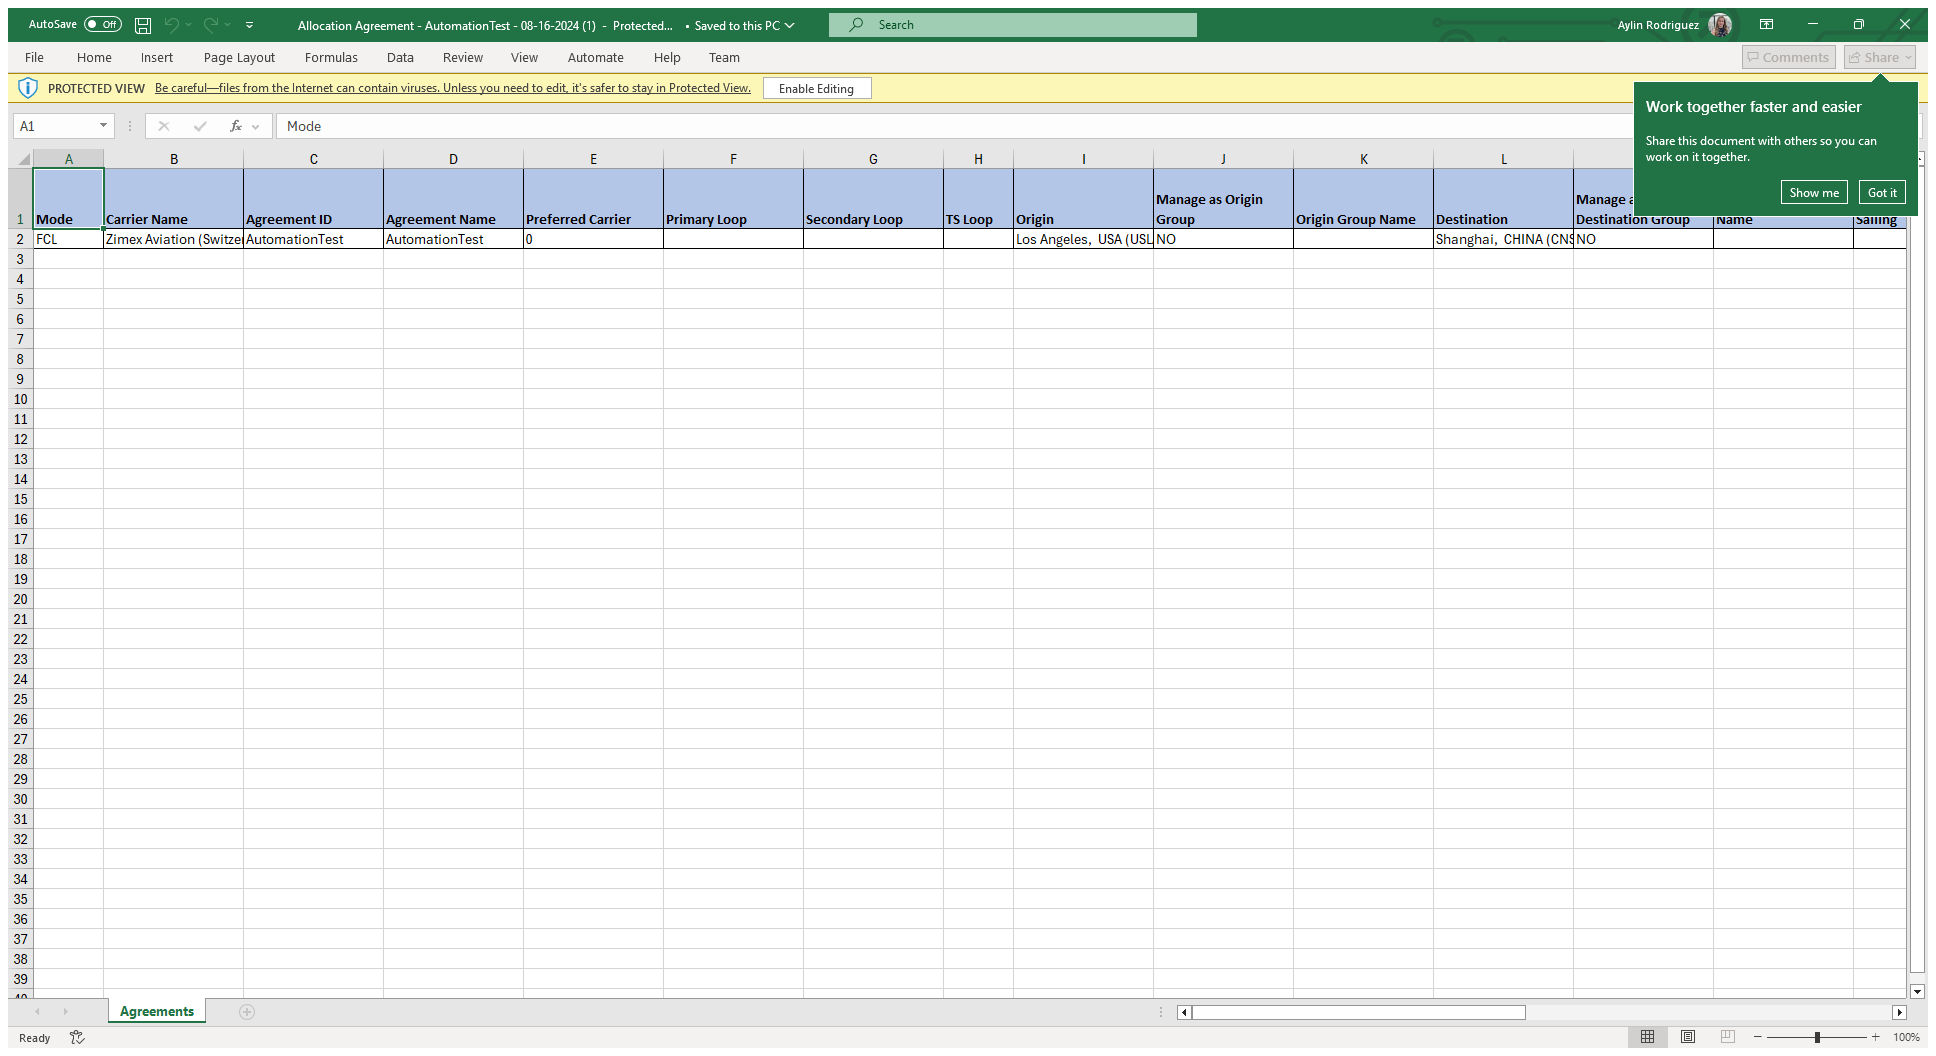 AutoSave Off Allocation Agreement - AutomationTest - 08-16-2024 (1) - Protected... • Saved to this PC Search Aylin Rodriguez
File Home Insert Page Layout Formulas Data Review View Automate Help Team Comments Share
PROTECTED VIEW Be careful—files from the Internet can contain viruses. Unless you need to edit, it's safer to stay in Protected View. Enable Editing
Work together faster and easier
Share this document with others so you can
work on it together.
Show me Got it
A1 fx Mode
A B C D E F G H I J K L
1 Mode Carrier Name Agreement ID Agreement Name Preferred Carrier Primary Loop Secondary Loop TS Loop Origin Manage as Origin Group Origin Group Name Destination Manage a Destination Group Name Sailing
2 FCL Zimex Aviation (Switzer AutomationTest AutomationTest 0 Los Angeles, USA (USL NO Shanghai, CHINA (CNS NO
3
4
5
6
7
8
9
10
11
12
13
14
15
16
17
18
19
20
21
22
23
24
25
26
27
28
29
30
31
32
33
34
35
36
37
38
39
40
Agreements
Ready 100%